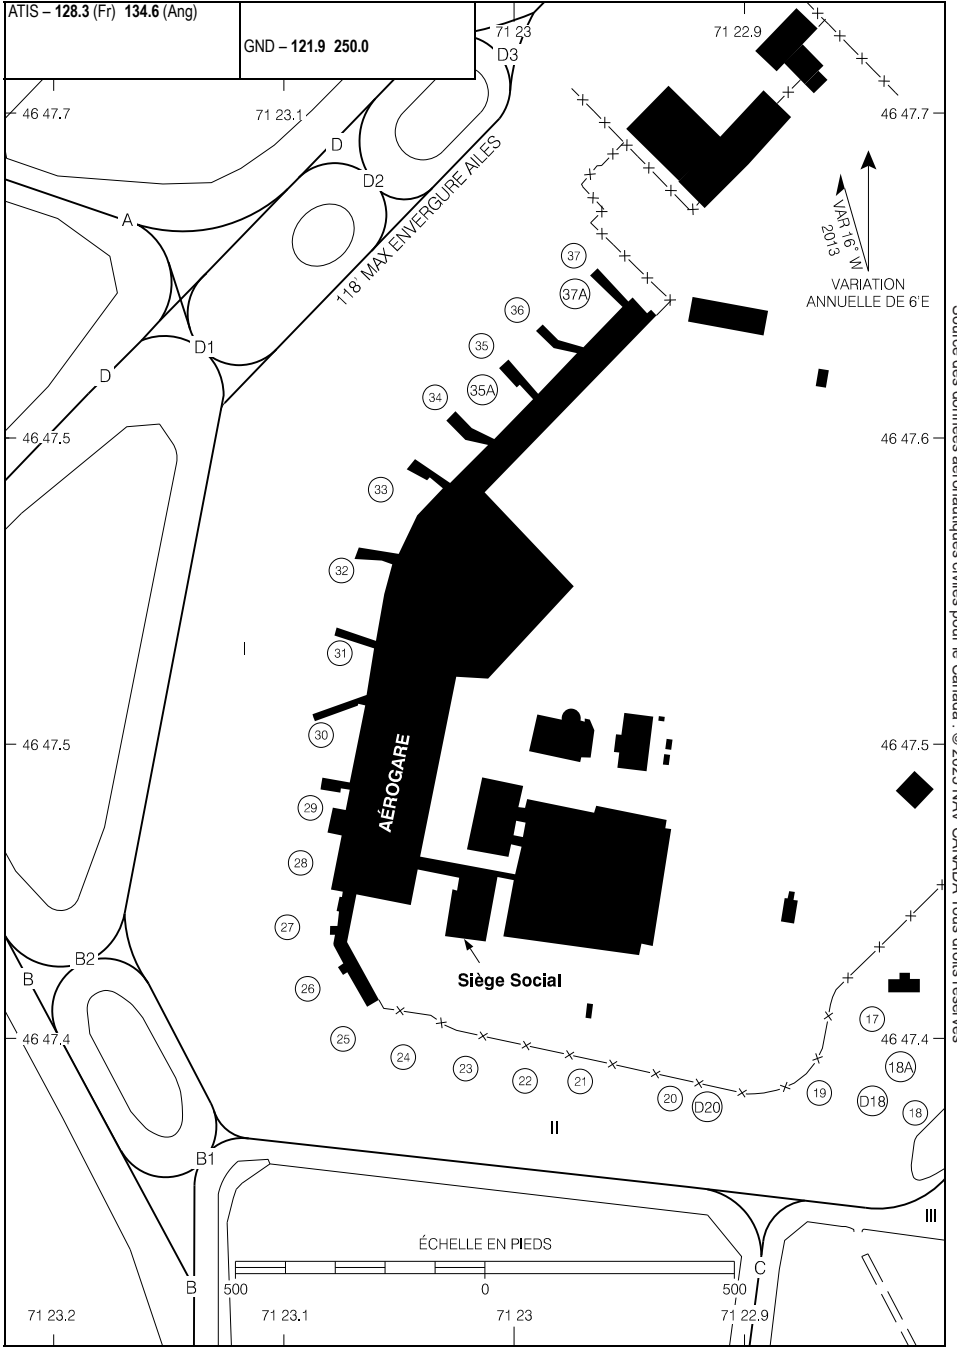 ATIS – 128.3 (Fr) 134.6 (Ang)
GND – 121.9 250.0
71 23
71 22.9
D3
46 47.7
71 23.1
46 47.7
D
D2
118' MAX ENVERGURE AILES
A
VAR 16° W
2013
VARIATION
ANNUELLE DE 6'E
37
37A
36
35
D1
D
35A
34
46 47.5
46 47.6
33
32
I
31
30
46 47.5
46 47.5
AÉROGARE
29
28
27
B2
B
Siège Social
26
17
25
46 47.4
46 47.4
24
23
18A
22
21
20
D20
19
D18
18
II
B1
III
ÉCHELLE EN PIEDS
C
B
500
0
500
71 23.2
71 23.1
71 23
71 22.9